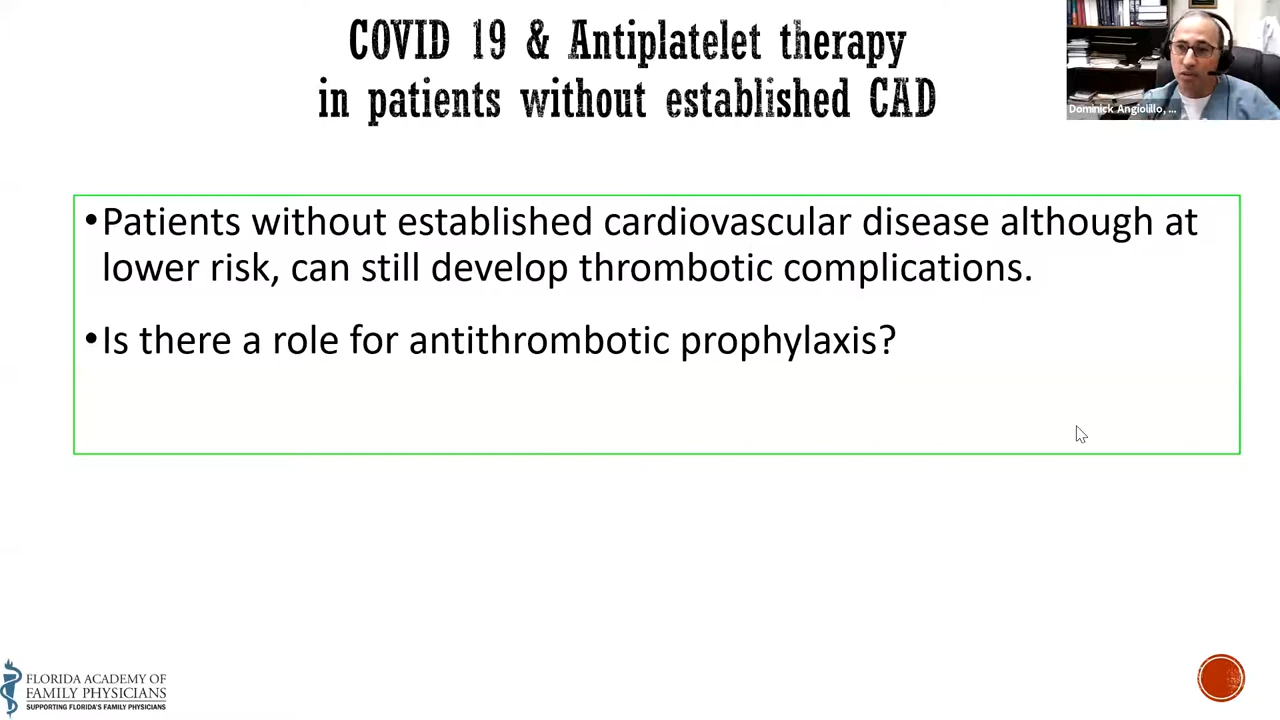 COVID 19 & Antiplatelet therapy
in patients without established CAD
Dominick Angiolillo, ...
•Patients without established cardiovascular disease although at
lower risk, can still develop thrombotic complications.
•Is there a role for antithrombotic prophylaxis?
FLORIDA ACADEMY OF
FAMILY PHYSICIANS
SUPPORTING FLORIDA'S FAMILY PHYSICIANS